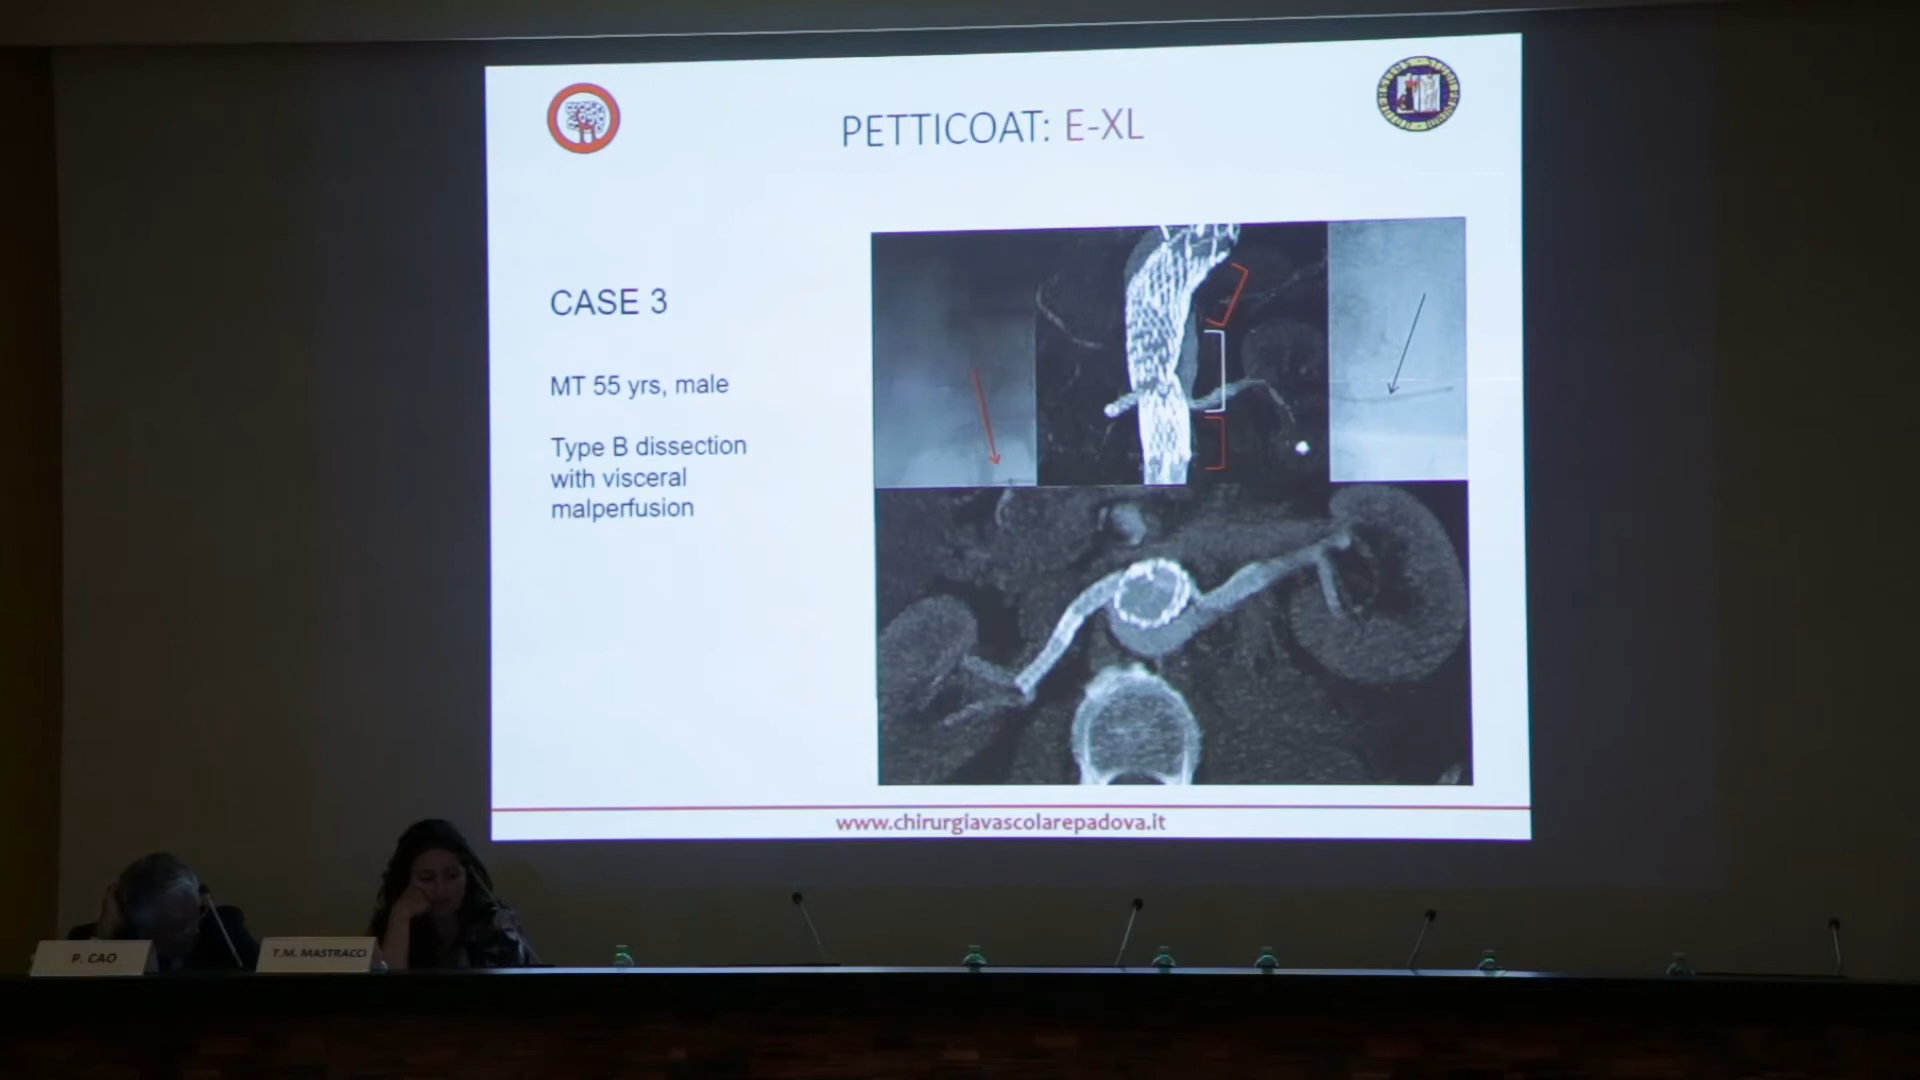 PETTICOAT: E-XL
CASE 3
MT 55 yrs, male
Type B dissection
with visceral
malperfusion
www.chirurgiavascolarepadova.it
P. CAO
T.M. MASTRACCI